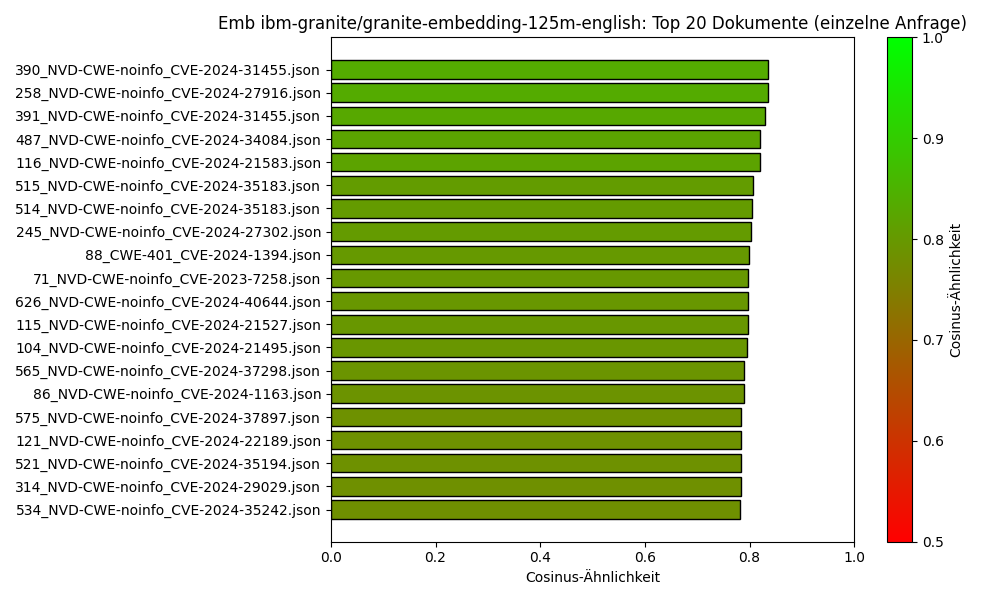 Emb ibm-granite/granite-embedding-125m-english: Top 20 Dokumente (einzelne Anfrage)
390_NVD-CWE-noinfo_CVE-2024-31455.json
258_NVD-CWE-noinfo_CVE-2024-27916.json
391_NVD-CWE-noinfo_CVE-2024-31455.json
487_NVD-CWE-noinfo_CVE-2024-34084.json
116_NVD-CWE-noinfo_CVE-2024-21583.json
515_NVD-CWE-noinfo_CVE-2024-35183.json
514_NVD-CWE-noinfo_CVE-2024-35183.json
245_NVD-CWE-noinfo_CVE-2024-27302.json
88_CWE-401_CVE-2024-1394.json
71_NVD-CWE-noinfo_CVE-2023-7258.json
626_NVD-CWE-noinfo_CVE-2024-40644.json
115_NVD-CWE-noinfo_CVE-2024-21527.json
104_NVD-CWE-noinfo_CVE-2024-21495.json
565_NVD-CWE-noinfo_CVE-2024-37298.json
86_NVD-CWE-noinfo_CVE-2024-1163.json
575_NVD-CWE-noinfo_CVE-2024-37897.json
121_NVD-CWE-noinfo_CVE-2024-22189.json
521_NVD-CWE-noinfo_CVE-2024-35194.json
314_NVD-CWE-noinfo_CVE-2024-29029.json
534_NVD-CWE-noinfo_CVE-2024-35242.json
0.0 0.2 0.4 0.6 0.8 1.0
Cosinus-Ähnlichkeit
1.0
0.9
0.8
0.7
0.6
0.5
Cosinus-Ähnlichkeit